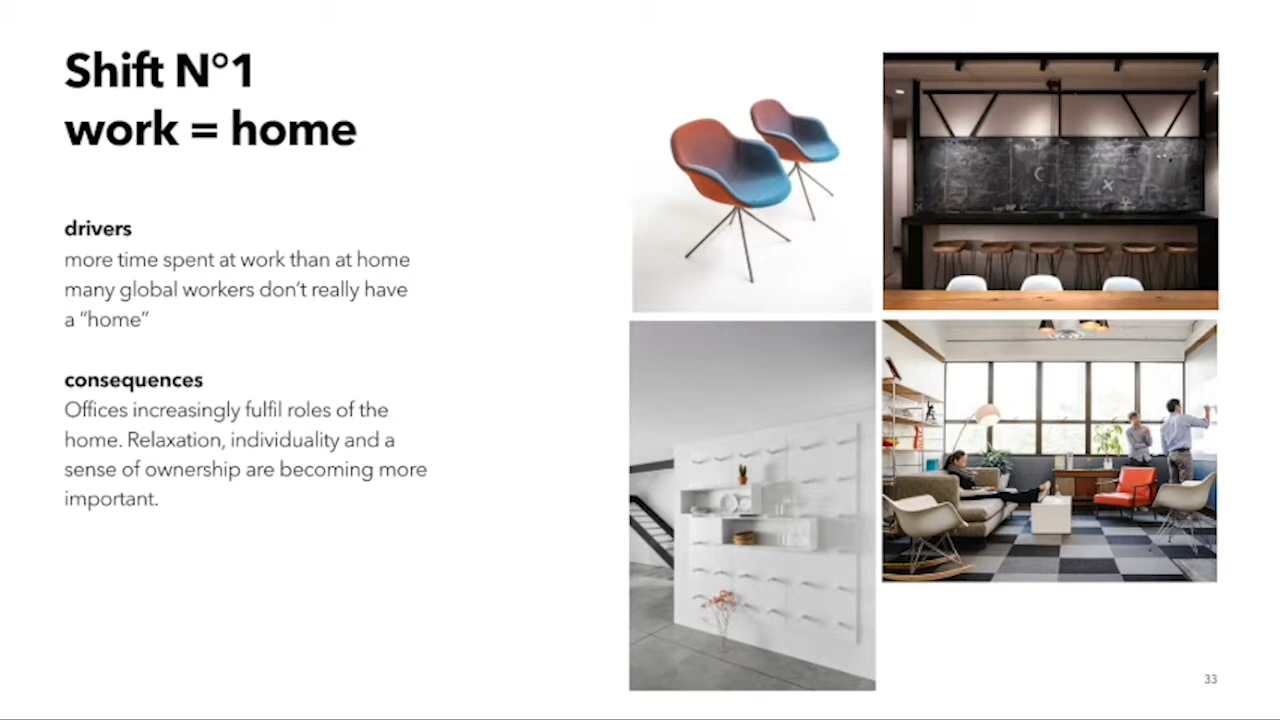 Shift N°1
work = home
drivers
more time spent at work than at home
many global workers don’t really have
a “home”
consequences
Offices increasingly fulfil roles of the
home. Relaxation, individuality and a
sense of ownership are becoming more
important.
33